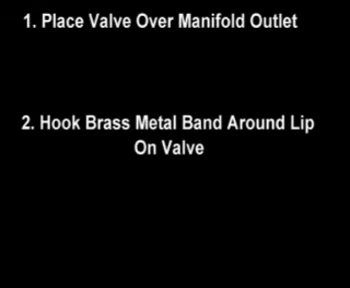 1. Place Valve Over Manifold Outlet
2. Hook Brass Metal Band Around Lip
On Valve